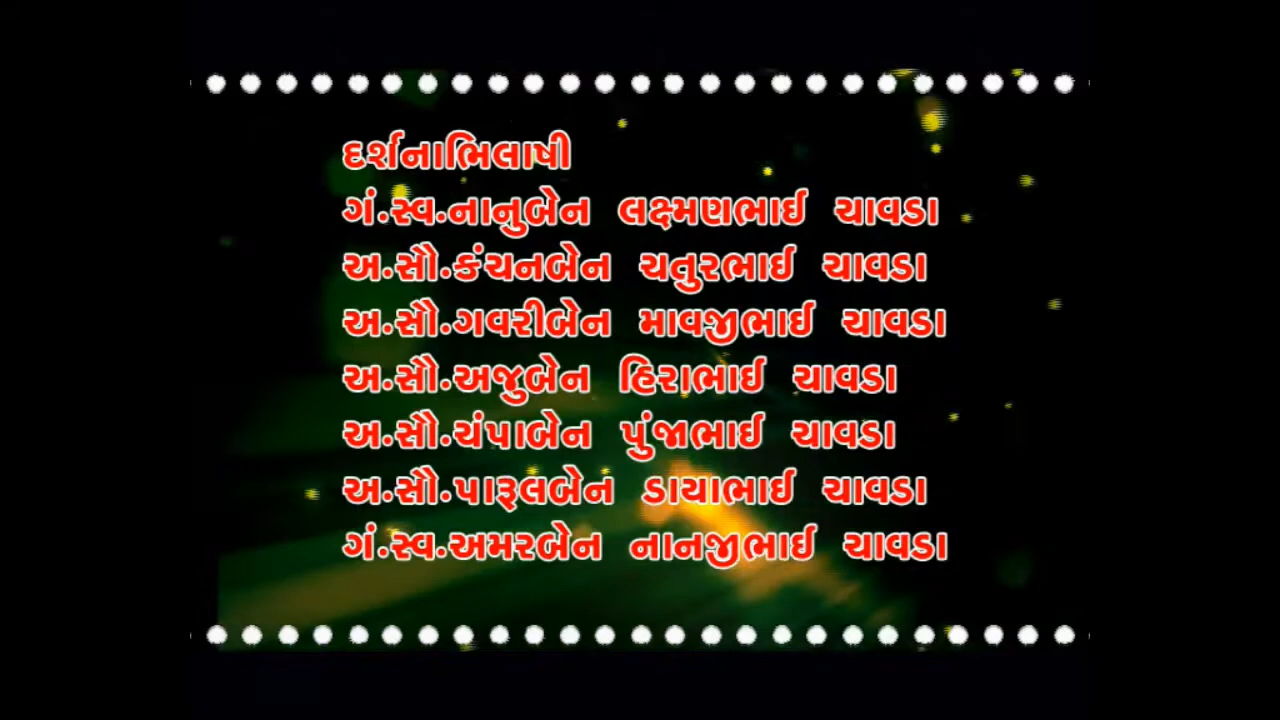 દર્શનાભિલાષી
ગં.સ્વ.નાનુબેન લક્ષ્મણભાઈ ચાવડા
અ.સૌ.કંચનબેન ચતુરભાઈ ચાવડા
અ.સૌ.ગવરીબેન માવજીભાઈ ચાવડા
અ.સૌ.અજુબેન હિરાભાઈ ચાવડા
અ.સૌ.ચંપાબેન પુંજાભાઈ ચાવડા
અ.સૌ.પારૂલબેન ડાયાભાઈ ચાવડા
ગં.સ્વ.અમરબેન નાનજીભાઈ ચાવડા